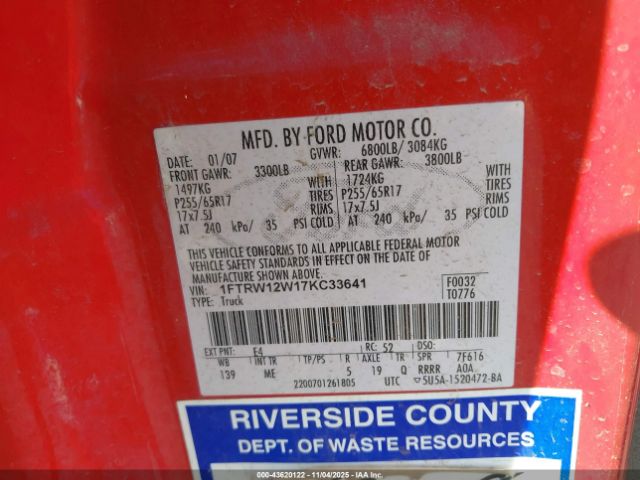 MFD. BY FORD MOTOR CO.
DATE: 01/07 GVWR: 6800LB/ 3084KG
FRONT GAWR: 3300LB REAR GAWR: 3800LB
1497KG WITH 1724KG WITH
P255/65R17 TIRES P255/65R17 TIRES
17x7.5J RIMS 17x7.5J RIMS
AT 240 kPa/ 35 PSI COLD AT 240 kPa/ 35 PSI COLD
THIS VEHICLE CONFORMS TO ALL APPLICABLE FEDERAL MOTOR
VEHICLE SAFETY STANDARDS IN EFFECT ON THE DATE OF
MANUFACTURE SHOWN ABOVE.
VIN: 1FTRW12W17KC33641 F0032
TYPE: Truck T0776
EXT PNT: E4 RC: 52 DSO:
WB INT TR TP/PS R AXLE TR SPR 7F616
139 ME 5 19 Q RRRR AOA
2200701261805 UTC 5U5A-1520472-BA
Ford
RIVERSIDE COUNTY
DEPT. OF WASTE RESOURCES
000-43620122 - 11/04/2025 - IAAI.COM